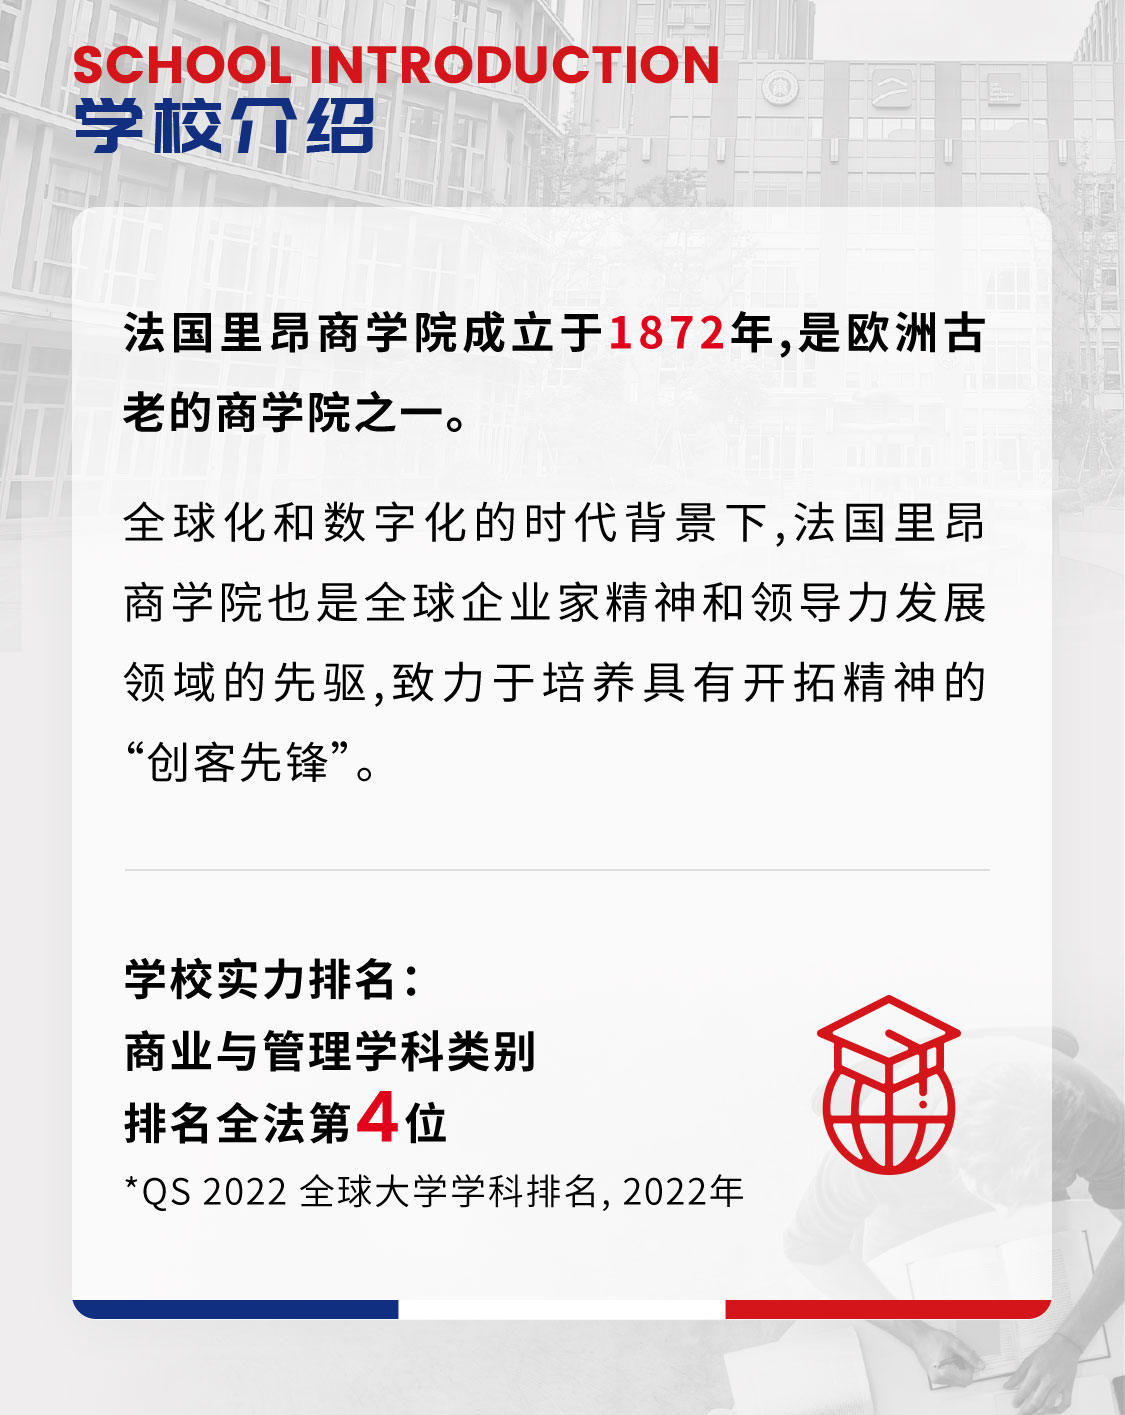 SCHOOL INTRODUCTION
学校介绍
法国里昂商学院成立于1872年,是欧洲古
老的商学院之一。
全球化和数字化的时代背景下,法国里昂
商学院也是全球企业家精神和领导力发展
领域的先驱,致力于培养具有开拓精神的
“创客先锋”。
学校实力排名：
商业与管理学科类别
排名全法第4位
*QS 2022 全球大学学科排名, 2022年